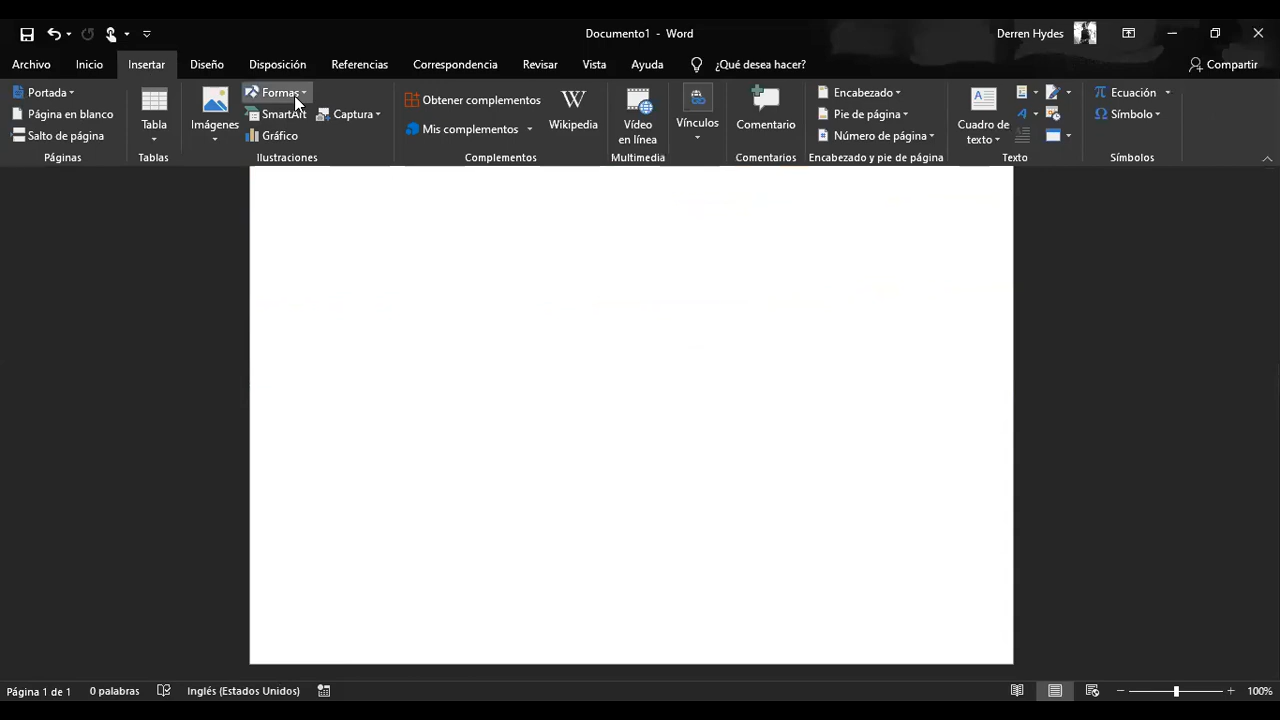 Documento1 - Word
Derren Hydes
Archivo Inicio Insertar Diseño Disposición Referencias Correspondencia Revisar Vista Ayuda ¿Qué desea hacer? Compartir
Portada
Página en blanco
Salto de página
Páginas
Tabla
Tablas
Imágenes
Formas
SmartArt
Gráfico
Captura
Ilustraciones
Obtener complementos
Mis complementos
Wikipedia
Complementos
Vídeo
en línea
Multimedia
Vínculos
Comentario
Comentarios
Encabezado
Pie de página
Número de página
Encabezado y pie de página
Cuadro de
texto
Texto
Ecuación
Símbolo
Símbolos
Página 1 de 1 0 palabras Inglés (Estados Unidos) 100%